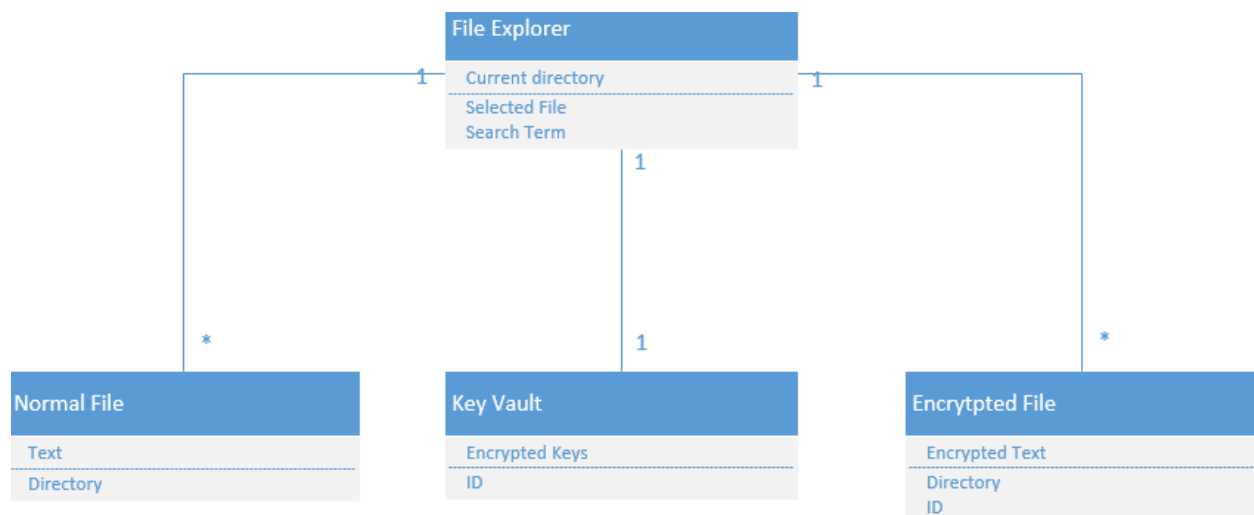 File Explorer
Current directory
Selected File
Search Term
1
1
1
*
1
*
Normal File
Text
Directory
Key Vault
Encrypted Keys
ID
Encrytpted File
Encrypted Text
Directory
ID